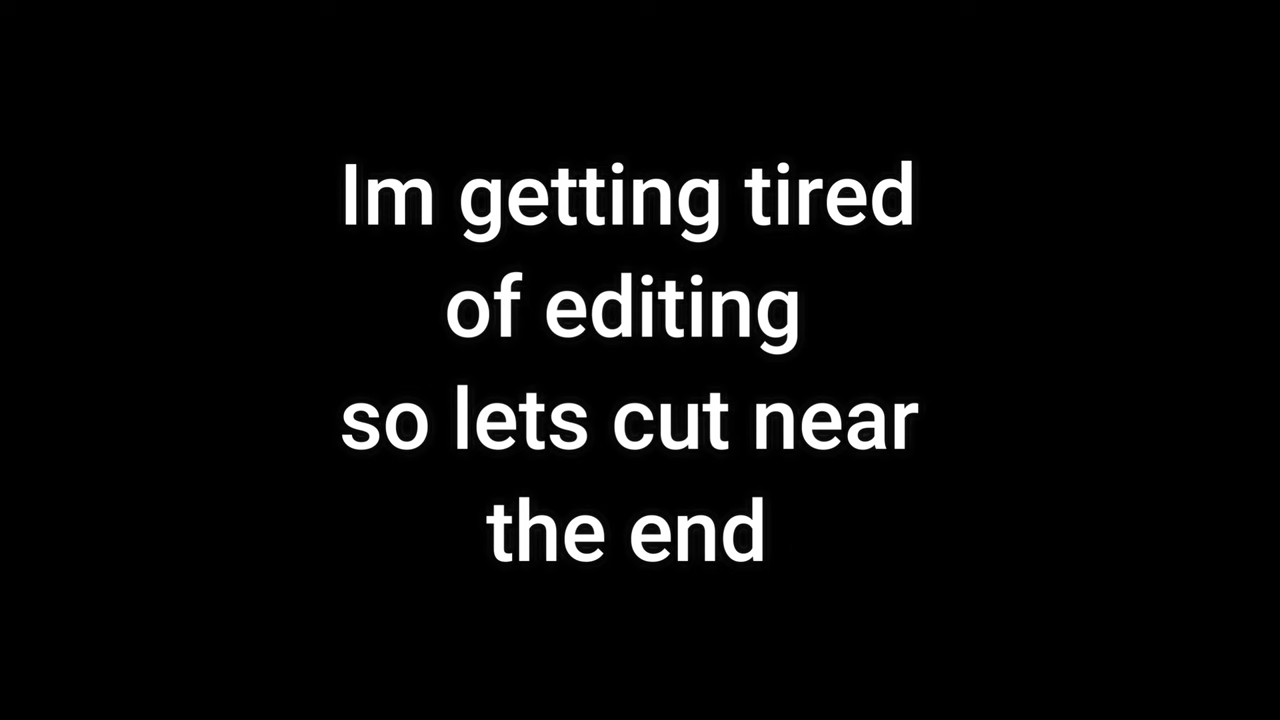 Im getting tired
of editing
so lets cut near
the end